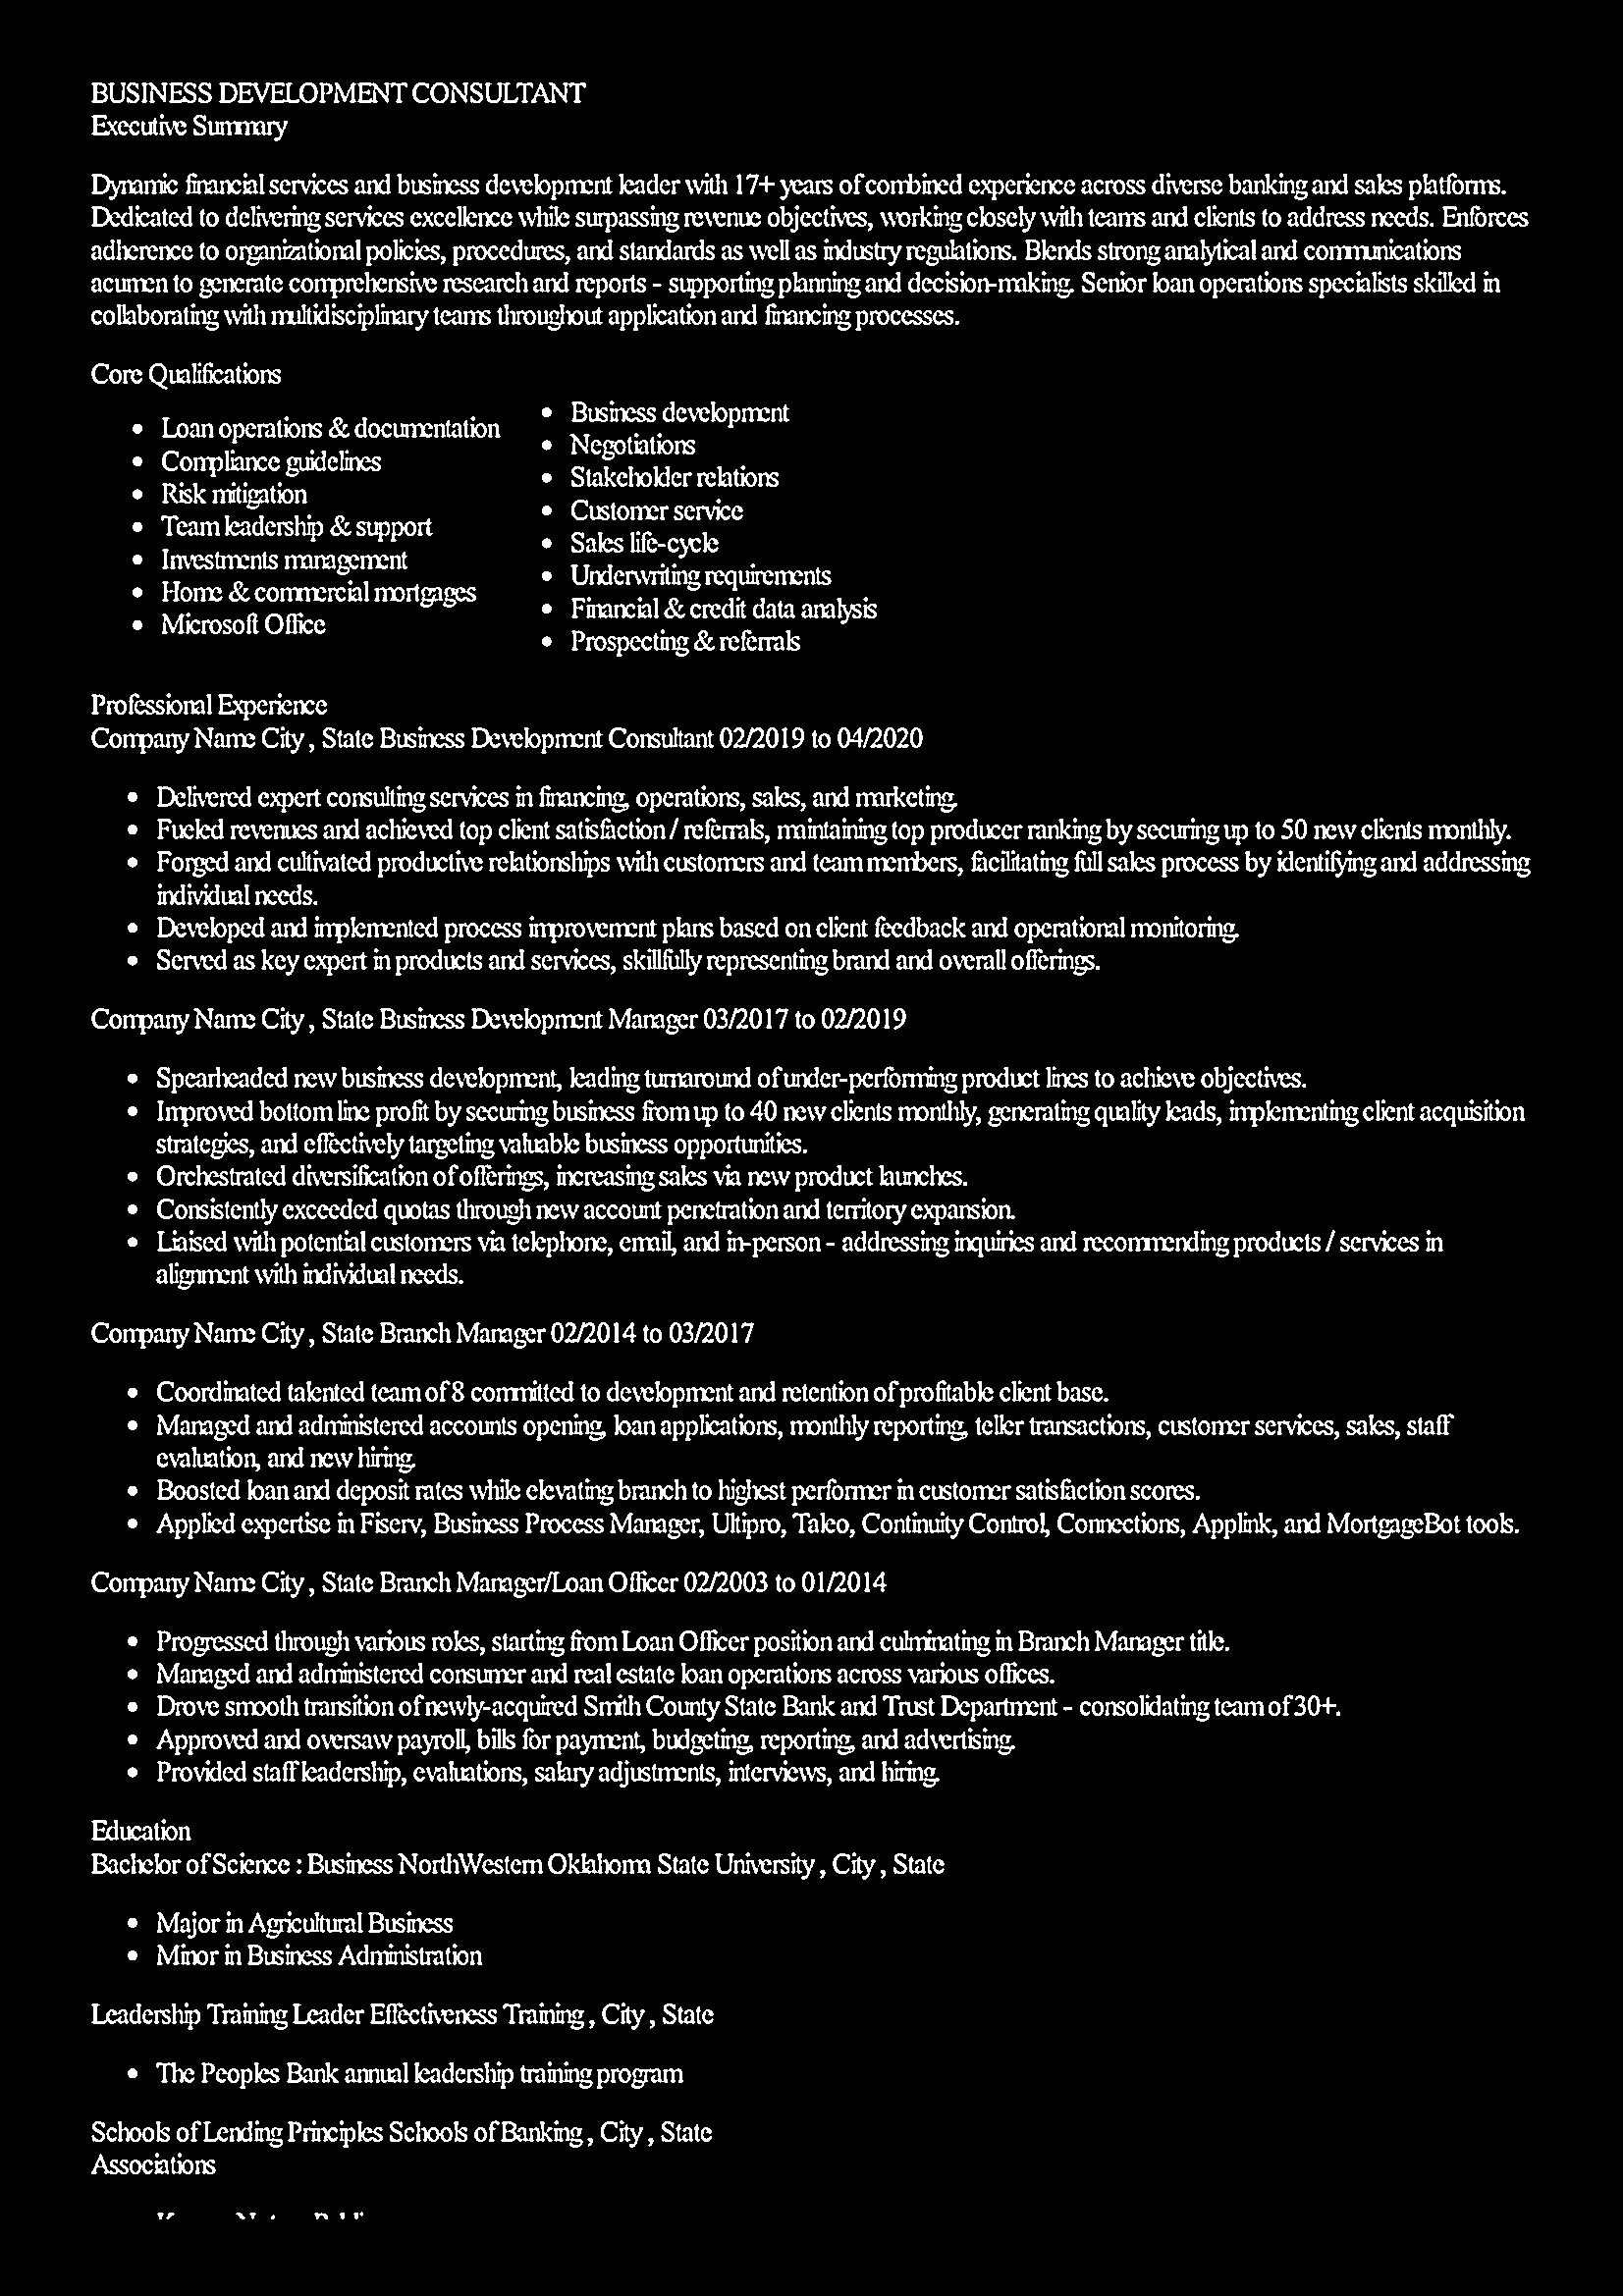 BUSINESS DEVELOPMENT CONSULTANT
Executive Summary
Dynamic financial services and business development leader with 17+ years of combined experience across diverse banking and sales platforms.
Dedicated to delivering services excellence while surpassing revenue objectives, working closely with teams and clients to address needs. Enforces
adherence to organizational policies, procedures, and standards as well as industry regulations. Blends strong analytical and communications
acumen to generate comprehensive research and reports - supporting planning and decision-making. Senior loan operations specialists skilled in
collaborating with multidisciplinary teams throughout application and financing processes.
Core Qualifications
• Loan operations & documentation
• Compliance guidelines
• Risk mitigation
• Team leadership & support
• Investments management
• Home & commercial mortgages
• Microsoft Office
• Business development
• Negotiations
• Stakeholder relations
• Customer service
• Sales life-cycle
• Underwriting requirements
• Financial & credit data analysis
• Prospecting & referrals
Professional Experience
Company Name City , State Business Development Consultant 02/2019 to 04/2020
• Delivered expert consulting services in financing, operations, sales, and marketing.
• Fueled revenues and achieved top client satisfaction / referrals, maintaining top producer ranking by securing up to 50 new clients monthly.
• Forged and cultivated productive relationships with customers and team members, facilitating full sales process by identifying and addressing
individual needs.
• Developed and implemented process improvement plans based on client feedback and operational monitoring.
• Served as key expert in products and services, skillfully representing brand and overall offerings.
Company Name City , State Business Development Manager 03/2017 to 02/2019
• Spearheaded new business development, leading turnaround of under-performing product lines to achieve objectives.
• Improved bottom line profit by securing business from up to 40 new clients monthly, generating quality leads, implementing client acquisition
strategies, and effectively targeting valuable business opportunities.
• Orchestrated diversification of offerings, increasing sales via new product launches.
• Consistently exceeded quotas through new account penetration and territory expansion.
• Liaised with potential customers via telephone, email, and in-person - addressing inquiries and recommending products / services in
alignment with individual needs.
Company Name City , State Branch Manager 02/2014 to 03/2017
• Coordinated talented team of 8 committed to development and retention of profitable client base.
• Managed and administered accounts opening, loan applications, monthly reporting, teller transactions, customer services, sales, staff
evaluation, and new hiring.
• Boosted loan and deposit rates while elevating branch to highest performer in customer satisfaction scores.
• Applied expertise in Fiserv, Business Process Manager, Ultipro, Taleo, Continuity Control, Connections, Applink, and MortgageBot tools.
Company Name City , State Branch Manager/Loan Officer 02/2003 to 01/2014
• Progressed through various roles, starting from Loan Officer position and culminating in Branch Manager title.
• Managed and administered consumer and real estate loan operations across various offices.
• Drove smooth transition of newly-acquired Smith County State Bank and Trust Department - consolidating team of 30+.
• Approved and oversaw payroll, bills for payment, budgeting, reporting, and advertising.
• Provided staff leadership, evaluations, salary adjustments, interviews, and hiring.
Education
Bachelor of Science : Business NorthWestern Oklahoma State University , City , State
• Major in Agricultural Business
• Minor in Business Administration
Leadership Training Leader Effectiveness Training , City , State
• The Peoples Bank annual leadership training program
Schools of Lending Principles Schools of Banking , City , State
Associations